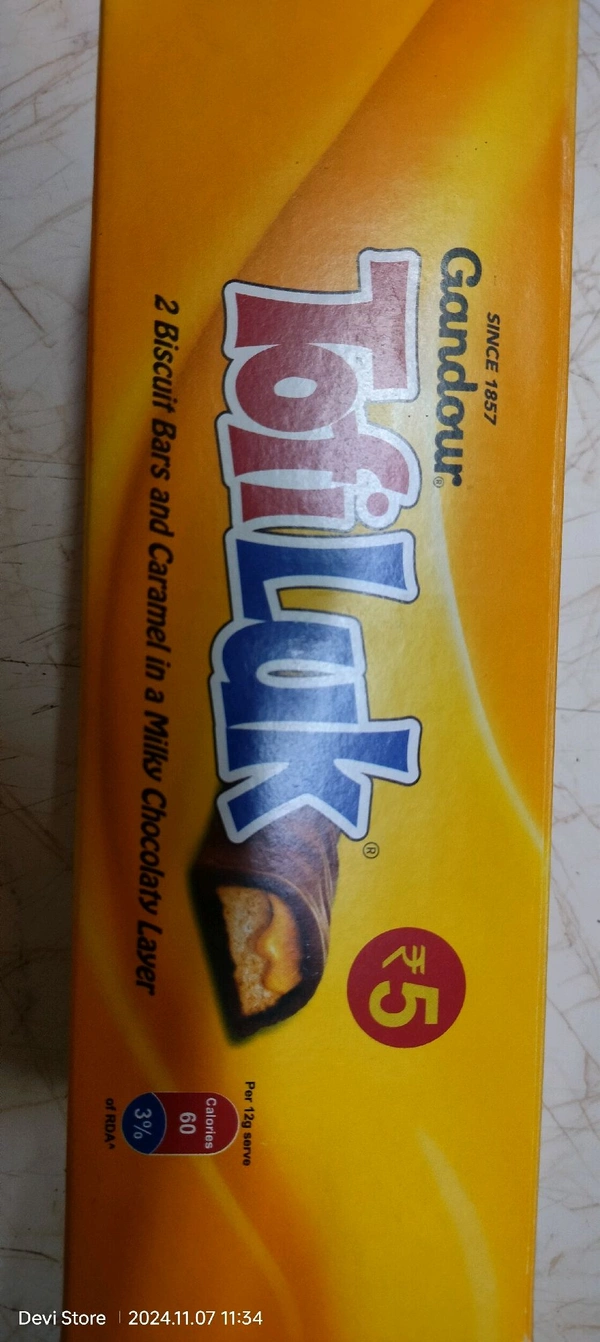 SINCE 1857
Gandour®
TofiLuk®
2 Biscuit Bars and Caramel in a Milky Chocolaty Layer
₹5
Per 12g serve
Calories
60
3%
of RDA^
Devi Store | 2024.11.07 11:34